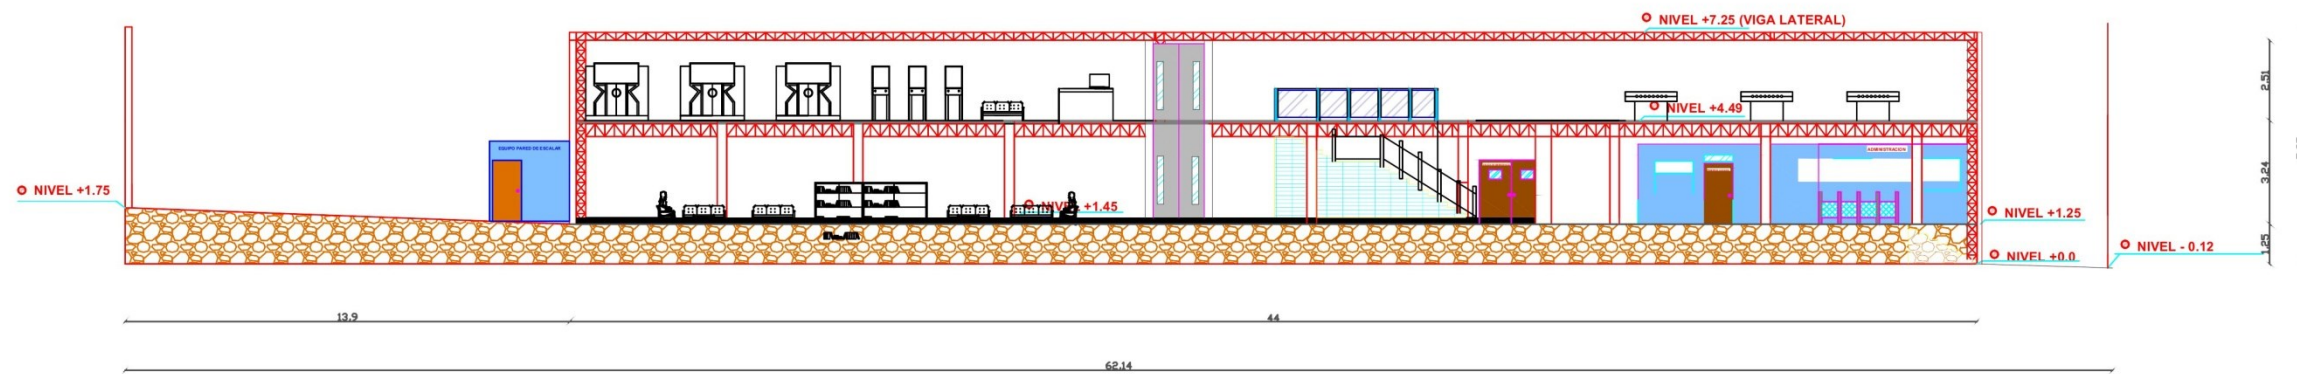 NIVEL +7.25 (VIGA LATERAL)
2,51
NIVEL +4.49
EQUIPO PARED DE ESCALAR
ADMINISTRACION
3,24
NIVEL +1.75
+1.45
NIVEL +1.25
1,25
NIVEL - 0.12
NIVEL +0.0
13,9
44
62,14